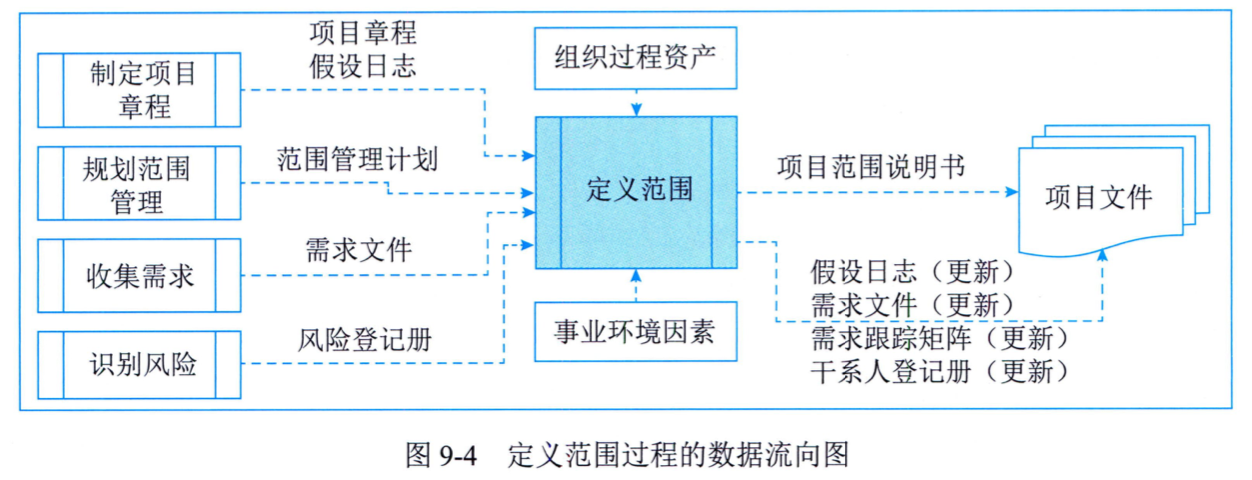 项目章程
假设日志
制定项目
章程
组织过程资产
范围管理计划
规划范围
管理
定义范围
项目范围说明书
项目文件
需求文件
收集需求
假设日志（更新）
需求文件（更新）
需求跟踪矩阵（更新）
干系人登记册（更新）
风险登记册
识别风险
事业环境因素
图 9-4 定义范围过程的数据流向图